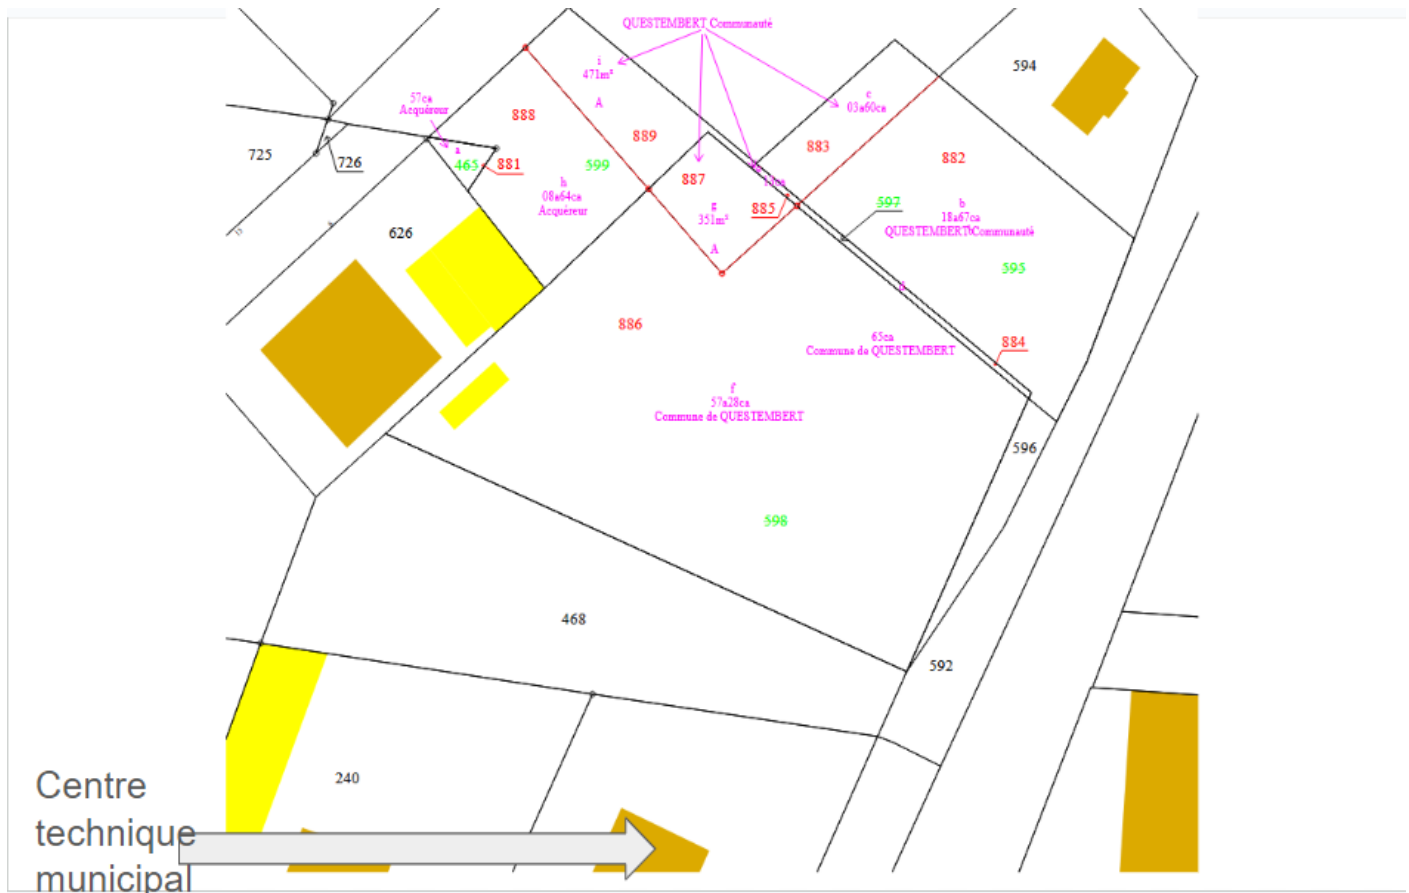 QUESTEMBERT Communauté
i
471m²
A
594
c
03a60ca
57ca
Acquéreur
888
889
883
725
726
a
465
881
599
887
882
h
08a64ca
Acquéreur
g
351m²
885
597
b
18a67ca
QUESTEMBERT Communauté
626
A
595
886
65ca
Commune de QUESTEMBERT
884
f
57a28ca
Commune de QUESTEMBERT
596
598
468
592
240
Centre
technique
municipal